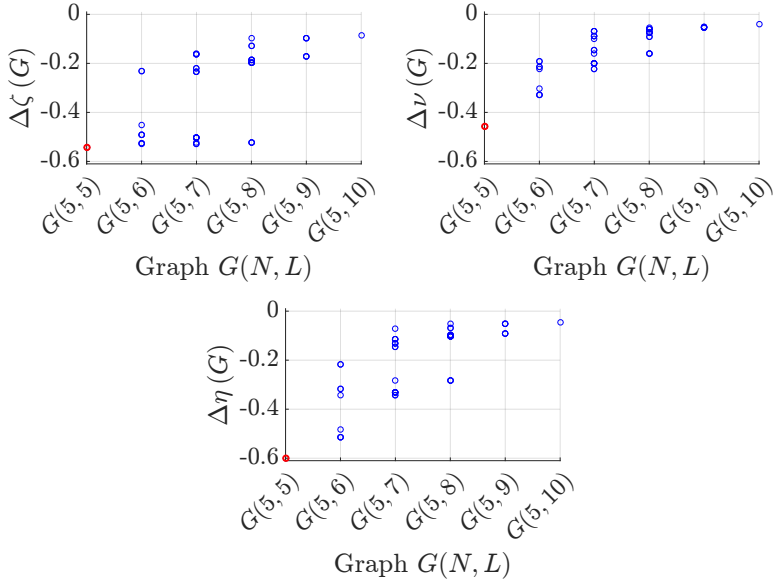 0
-0.2
-0.4
-0.6
Δζ (G)
G(5, 5)
G(5, 6)
G(5, 7)
G(5, 8)
G(5, 9)
G(5, 10)
Graph G(N, L)
0
-0.2
-0.4
-0.6
Δν (G)
G(5, 5)
G(5, 6)
G(5, 7)
G(5, 8)
G(5, 9)
G(5, 10)
Graph G(N, L)
0
-0.2
-0.4
-0.6
Δη (G)
G(5, 5)
G(5, 6)
G(5, 7)
G(5, 8)
G(5, 9)
G(5, 10)
Graph G(N, L)